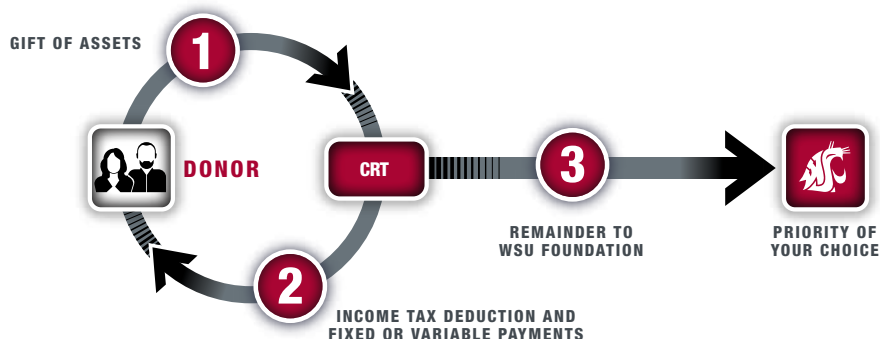 GIFT OF ASSETS
1
DONOR
CRT
3
REMAINDER TO
WSU FOUNDATION
PRIORITY OF
YOUR CHOICE
2
INCOME TAX DEDUCTION AND
FIXED OR VARIABLE PAYMENTS